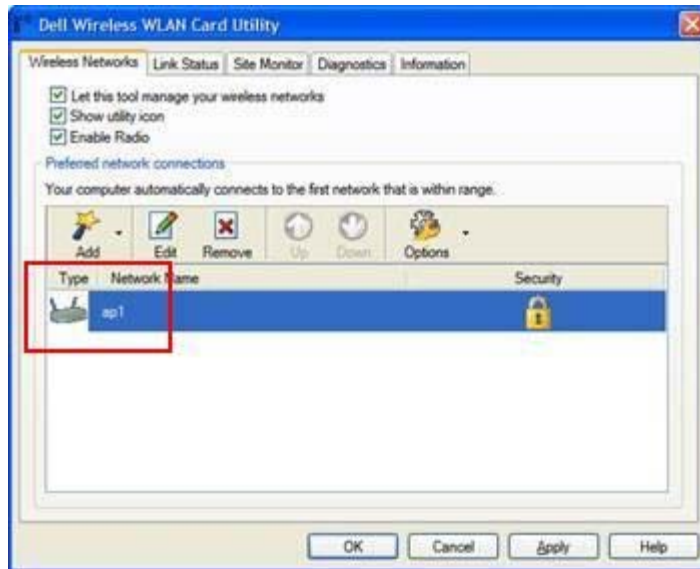 Dell Wireless WLAN Card Utility
Wireless Networks Link Status Site Monitor Diagnostics Information
Let this tool manage your wireless networks
Show utility icon
Enable Radio
Preferred network connections
Your computer automatically connects to the first network that is within range.
Add Edit Remove Up Down Options
Type Network Name Security
ap1
OK Cancel Apply Help